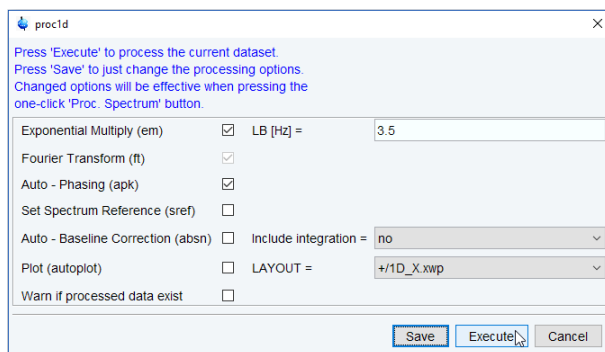 proc1d
Press 'Execute' to process the current dataset.
Press 'Save' to just change the processing options.
Changed options will be effective when pressing the
one-click 'Proc. Spectrum' button.
Exponential Multiply (em) LB [Hz] = 3.5
Fourier Transform (ft)
Auto - Phasing (apk)
Set Spectrum Reference (sref)
Auto - Baseline Correction (absn) Include integration = no
Plot (autoplot) LAYOUT = +/1D_X.xwp
Warn if processed data exist
Save Execute Cancel